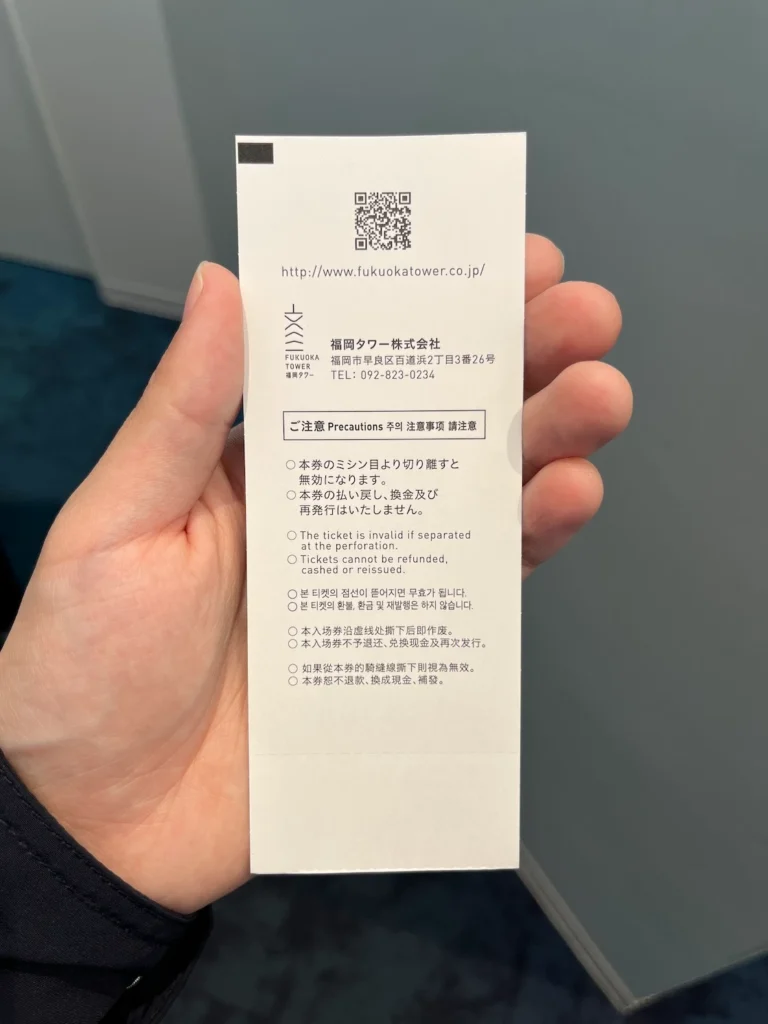 http://www.fukuokatower.co.jp/
FUKUOKA
TOWER
福岡タワー
福岡タワー株式会社
福岡市早良区百道浜2丁目3番26号
TEL: 092-823-0234
ご注意 Precautions 주의 注意事项 請注意
○本券のミシン目より切り離すと
無効になります。
○本券の払い戻し、換金及び
再発行はいたしません。
○ The ticket is invalid if separated
at the perforation.
○ Tickets cannot be refunded,
cashed or reissued.
○ 본 티켓의 점선이 뜯어지면 무효가 됩니다.
○ 본 티켓의 환불, 환금 및 재발행은 하지 않습니다.
○ 本入场券沿虚线处撕下后即作废。
○ 本入场券不予退还、兑换现金及再次发行。
○ 如果從本券的騎縫線撕下則視為無效。
○ 本券恕不退款、換成現金、補發。